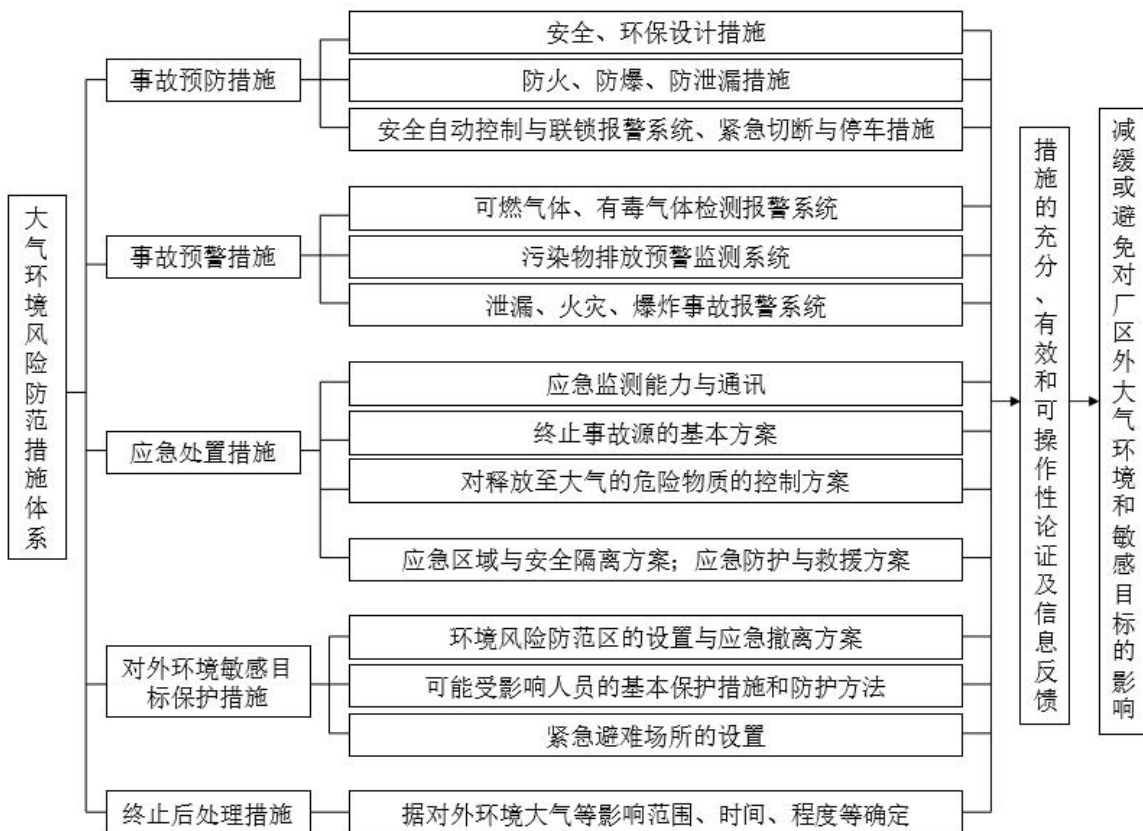 大气环境风险防范措施体系
事故预防措施
安全、环保设计措施
防火、防爆、防泄漏措施
安全自动控制与联锁报警系统、紧急切断与停车措施
事故预警措施
可燃气体、有毒气体检测报警系统
污染物排放预警监测系统
泄漏、火灾、爆炸事故报警系统
应急处置措施
应急监测能力与通讯
终止事故源的基本方案
对释放至大气的危险物质的控制方案
应急区域与安全隔离方案；应急防护与救援方案
对外环境敏感目
标保护措施
环境风险防范区的设置与应急撤离方案
可能受影响人员的基本保护措施和防护方法
紧急避难场所的设置
终止后处理措施
据对外环境大气等影响范围、时间、程度等确定
措施的充分、有效和可操作性论证及信息反馈
减缓或避免对厂区外大气环境和敏感目标的影响